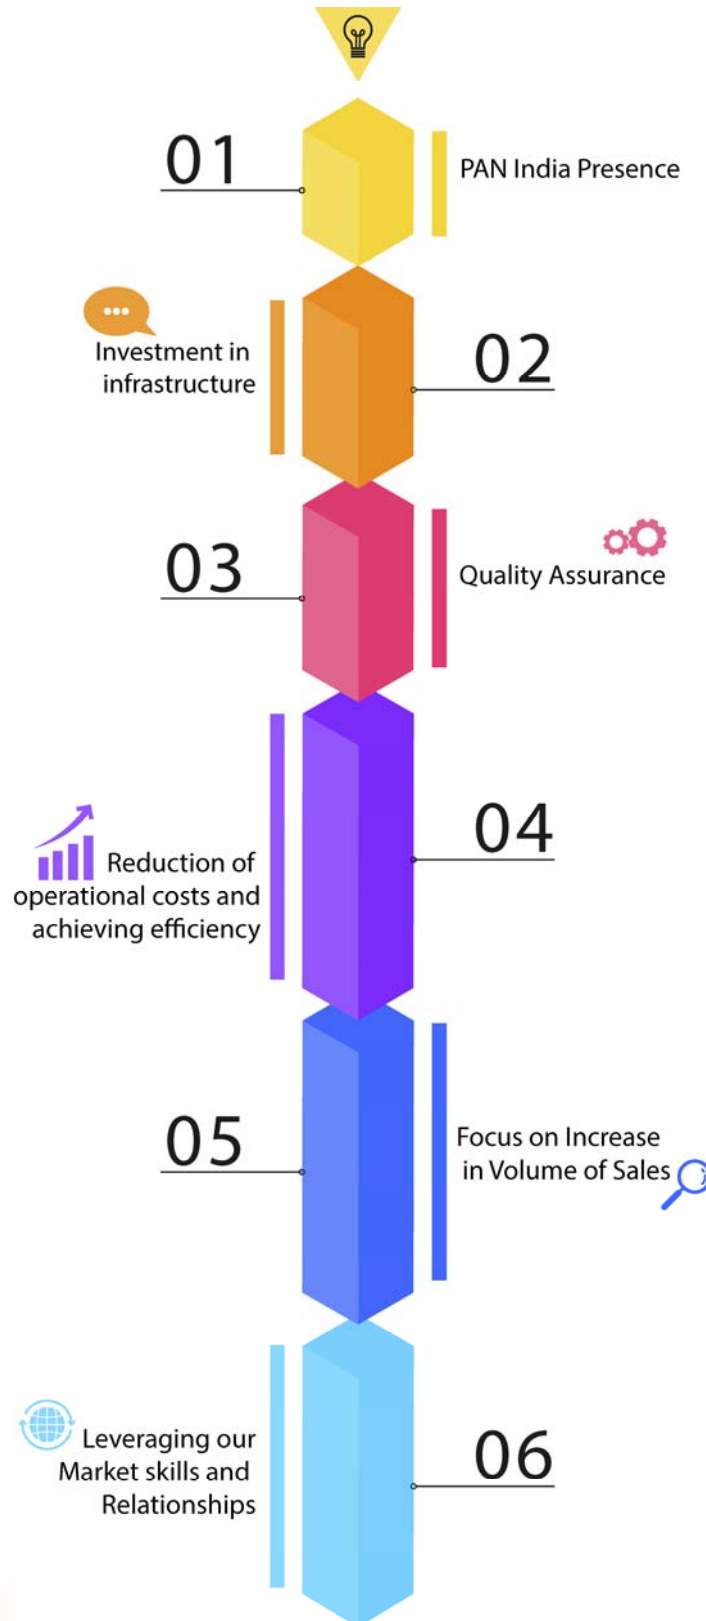 01
PAN India Presence
Investment in
infrastructure
02
03
Quality Assurance
04
Reduction of
operational costs and
achieving efficiency
05
Focus on Increase
in Volume of Sales
Leveraging our
Market skills and
Relationships
06